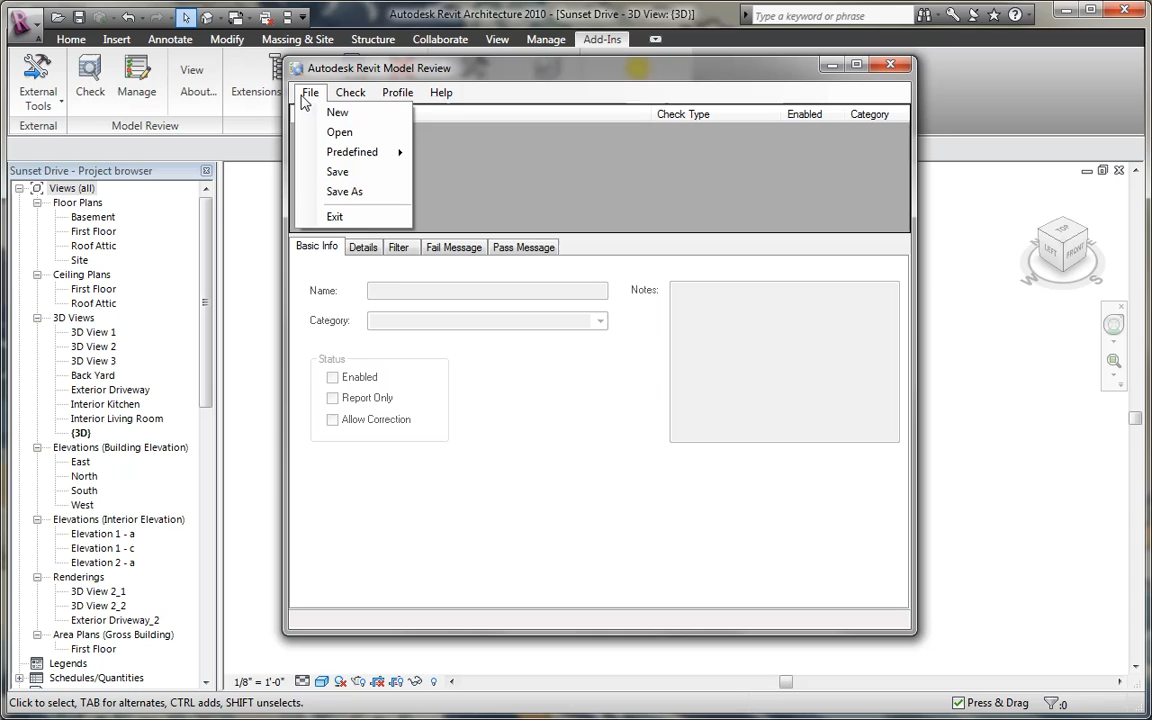 Autodesk Revit Architecture 2010 - [Sunset Drive - 3D View: {3D}]
Type a keyword or phrase
Home Insert Annotate Modify Massing & Site Structure Collaborate View Manage Add-Ins
External Tools
Check
Manage
View
About...
Extensions
External
Model Review
Autodesk Revit Model Review
File Check Profile Help
New
Open
Predefined
Save
Save As
Exit
Check Type Enabled Category
Basic Info Details Filter Fail Message Pass Message
Name:
Notes:
Category:
Status
Enabled
Report Only
Allow Correction
Sunset Drive - Project browser
Views (all)
Floor Plans
Basement
First Floor
Roof Attic
Site
Ceiling Plans
First Floor
Roof Attic
3D Views
3D View 1
3D View 2
3D View 3
Back Yard
Exterior Driveway
Interior Kitchen
Interior Living Room
{3D}
Elevations (Building Elevation)
East
North
South
West
Elevations (Interior Elevation)
Elevation 1 - a
Elevation 1 - c
Elevation 2 - a
Renderings
3D View 2_1
3D View 2_2
Exterior Driveway_2
Area Plans (Gross Building)
First Floor
Legends
Schedules/Quantities
TOP
LEFT
FRONT
1/8" = 1'-0"
Click to select, TAB for alternates, CTRL adds, SHIFT unselects.
Press & Drag
:0